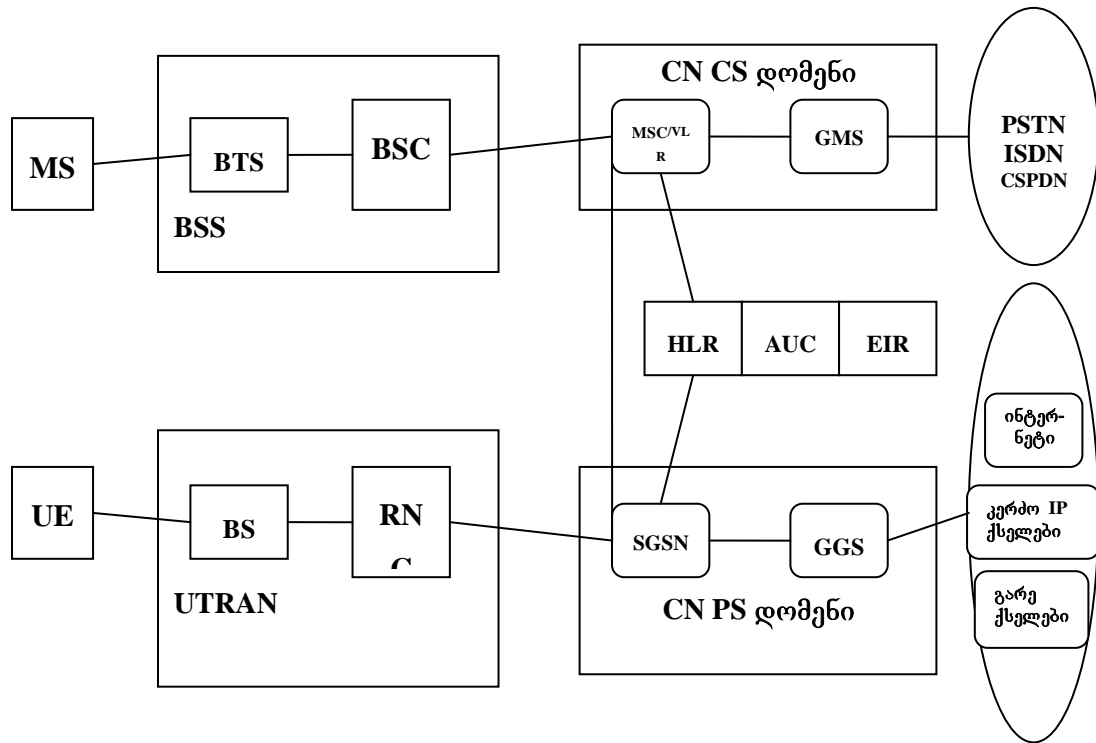 CN CS დომენი
MS
BTS
BSC
BSS
MSC/VL
R
GMS
PSTN
ISDN
CSPDN
HLR
AUC
EIR
ინტერ-
ნეტი
UE
BS
RN
C
UTRAN
SGSN
GGS
CN PS დომენი
კერძო IP
ქსელები
გარე
ქსელები